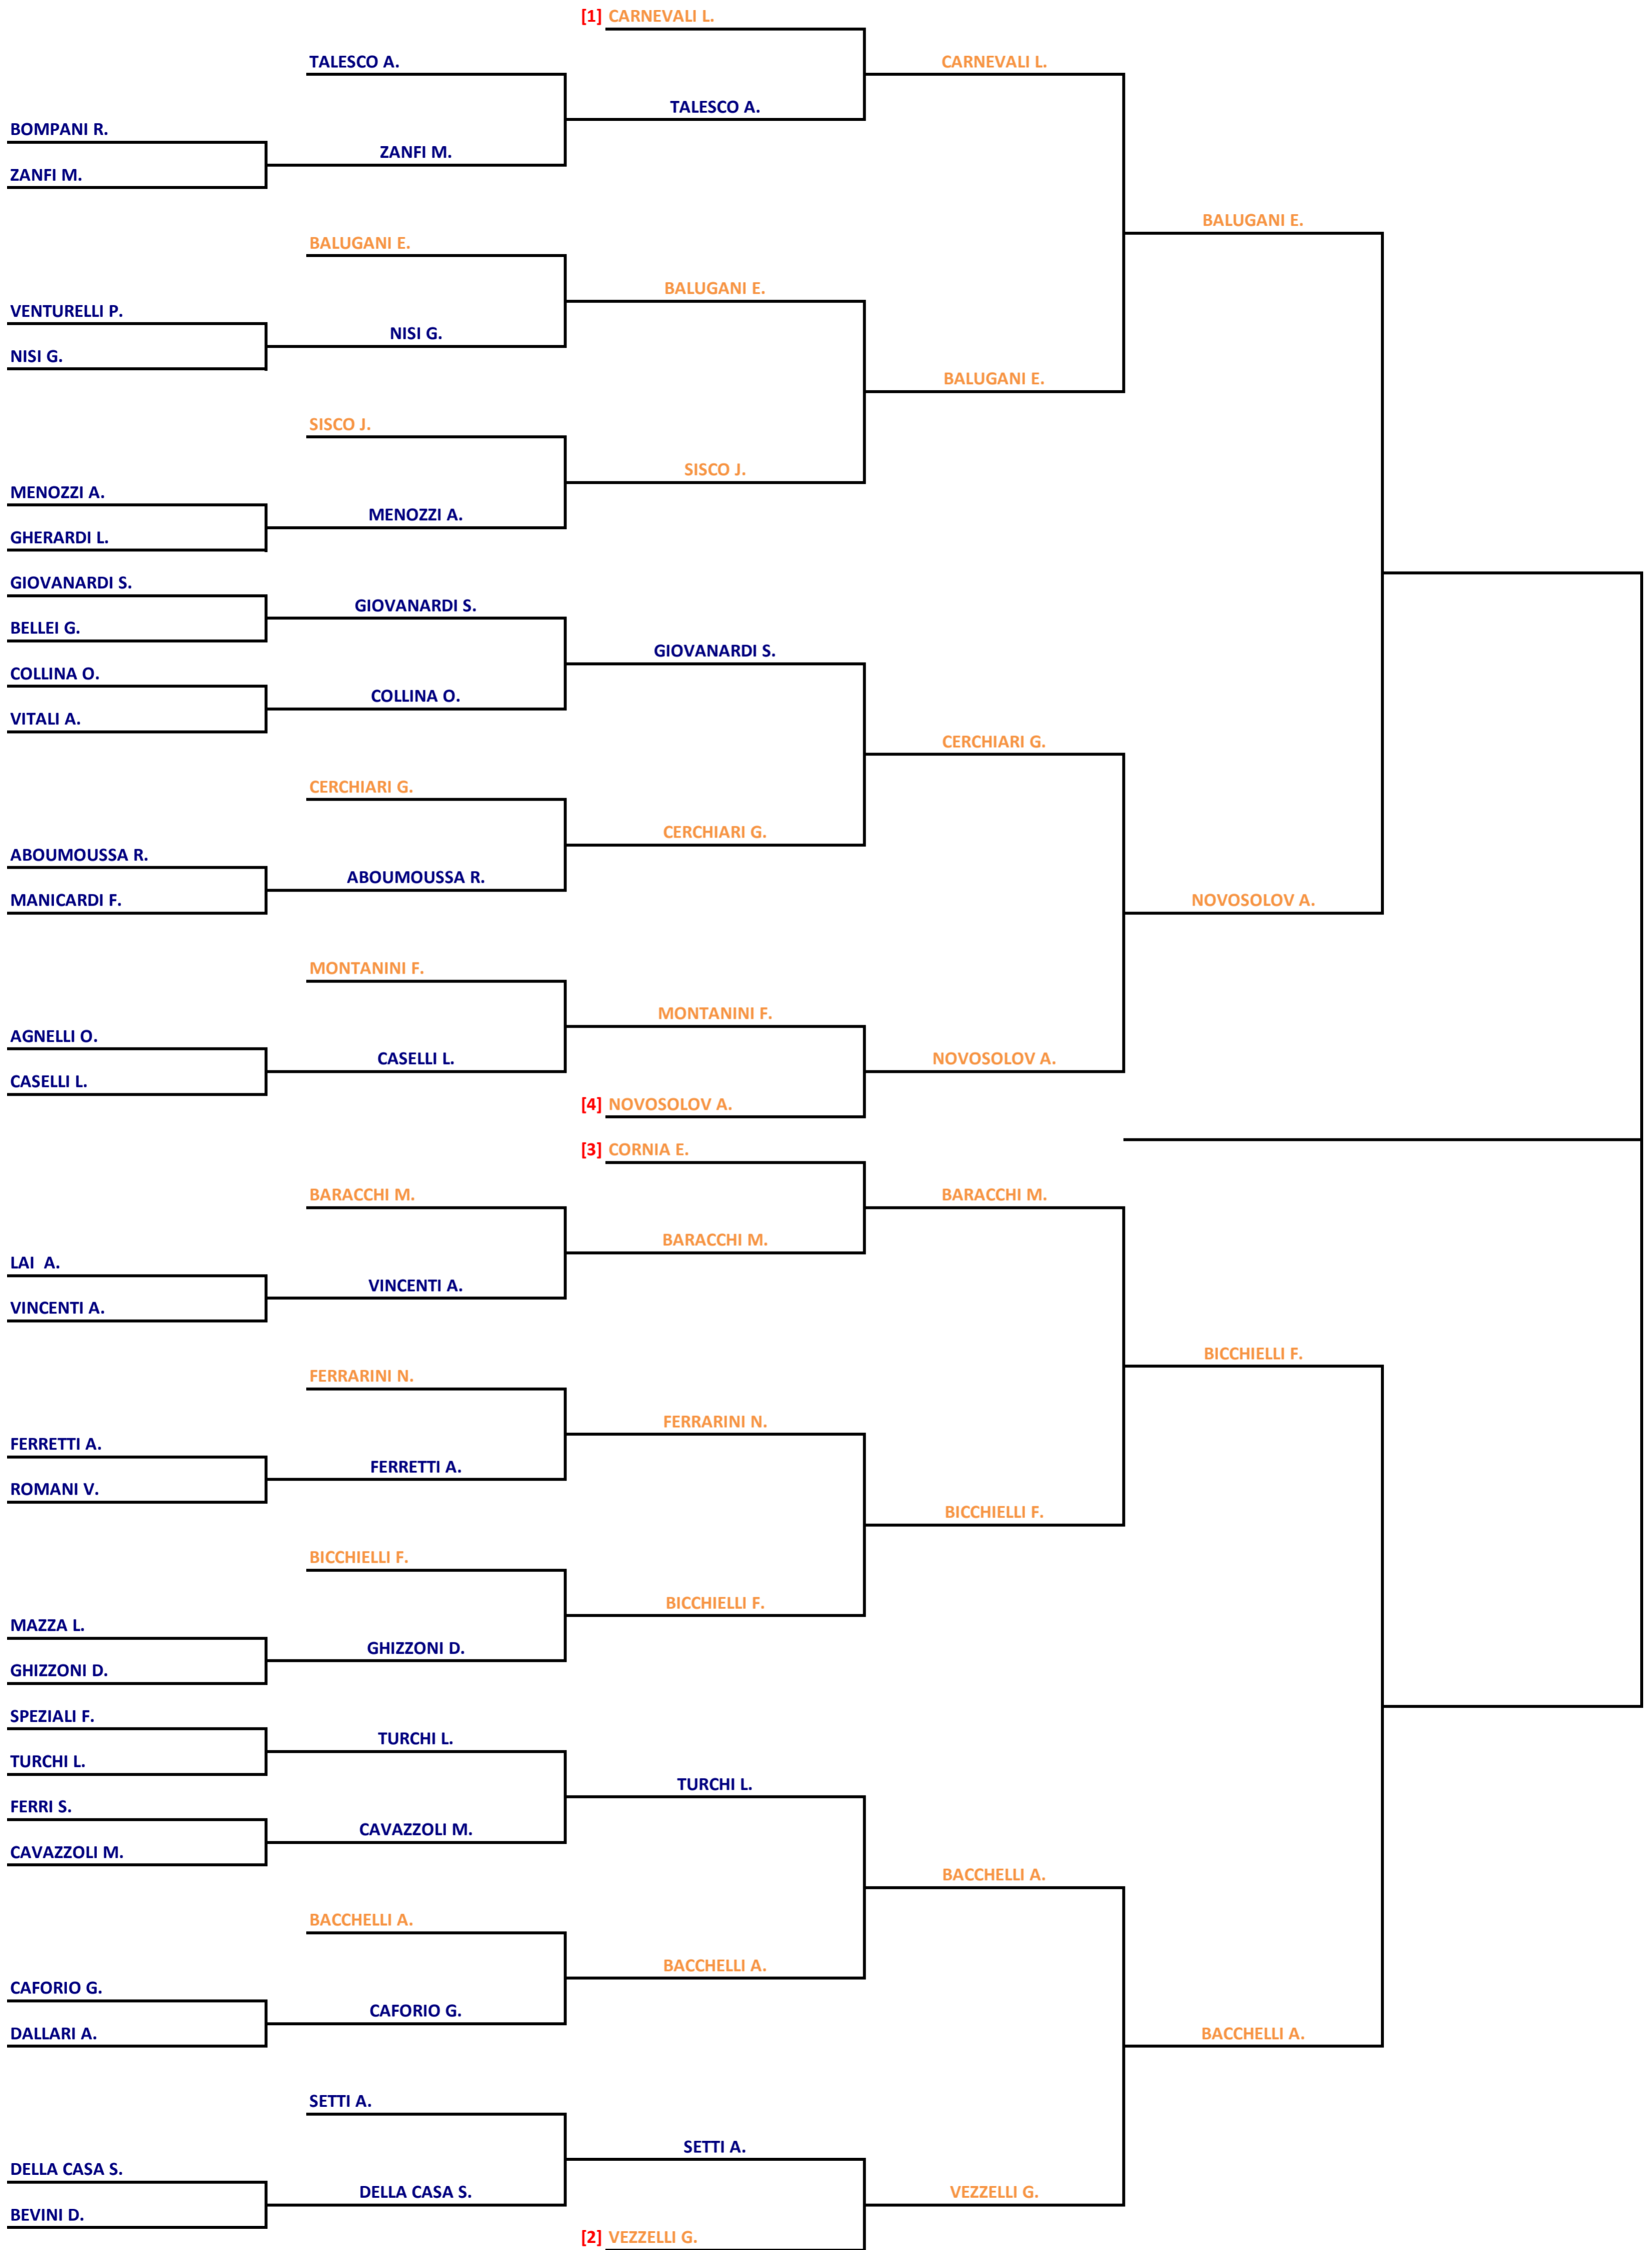 [1] CARNEVALI L.
TALESCO A.
CARNEVALI L.
TALESCO A.
BOMPANI R.
ZANFI M.
ZANFI M.
BALUGANI E.
BALUGANI E.
BALUGANI E.
VENTURELLI P.
NISI G.
NISI G.
BALUGANI E.
SISCO J.
SISCO J.
MENOZZI A.
MENOZZI A.
GHERARDI L.
GIOVANARDI S.
GIOVANARDI S.
BELLEI G.
GIOVANARDI S.
COLLINA O.
COLLINA O.
VITALI A.
CERCHIARI G.
CERCHIARI G.
CERCHIARI G.
ABOUMOUSSA R.
ABOUMOUSSA R.
MANICARDI F.
NOVOSOLOV A.
MONTANINI F.
MONTANINI F.
AGNELLI O.
CASELLI L.
NOVOSOLOV A.
CASELLI L.
[4] NOVOSOLOV A.
[3] CORNIA E.
BARACCHI M.
BARACCHI M.
BARACCHI M.
LAI  A.
VINCENTI A.
VINCENTI A.
BICCHIELLI F.
FERRARINI N.
FERRARINI N.
FERRETTI A.
FERRETTI A.
ROMANI V.
BICCHIELLI F.
BICCHIELLI F.
BICCHIELLI F.
MAZZA L.
GHIZZONI D.
GHIZZONI D.
SPEZIALI F.
TURCHI L.
TURCHI L.
TURCHI L.
FERRI S.
CAVAZZOLI M.
CAVAZZOLI M.
BACCHELLI A.
BACCHELLI A.
BACCHELLI A.
CAFORIO G.
CAFORIO G.
DALLARI A.
BACCHELLI A.
SETTI A.
SETTI A.
DELLA CASA S.
DELLA CASA S.
VEZZELLI G.
BEVINI D.
[2] VEZZELLI G.